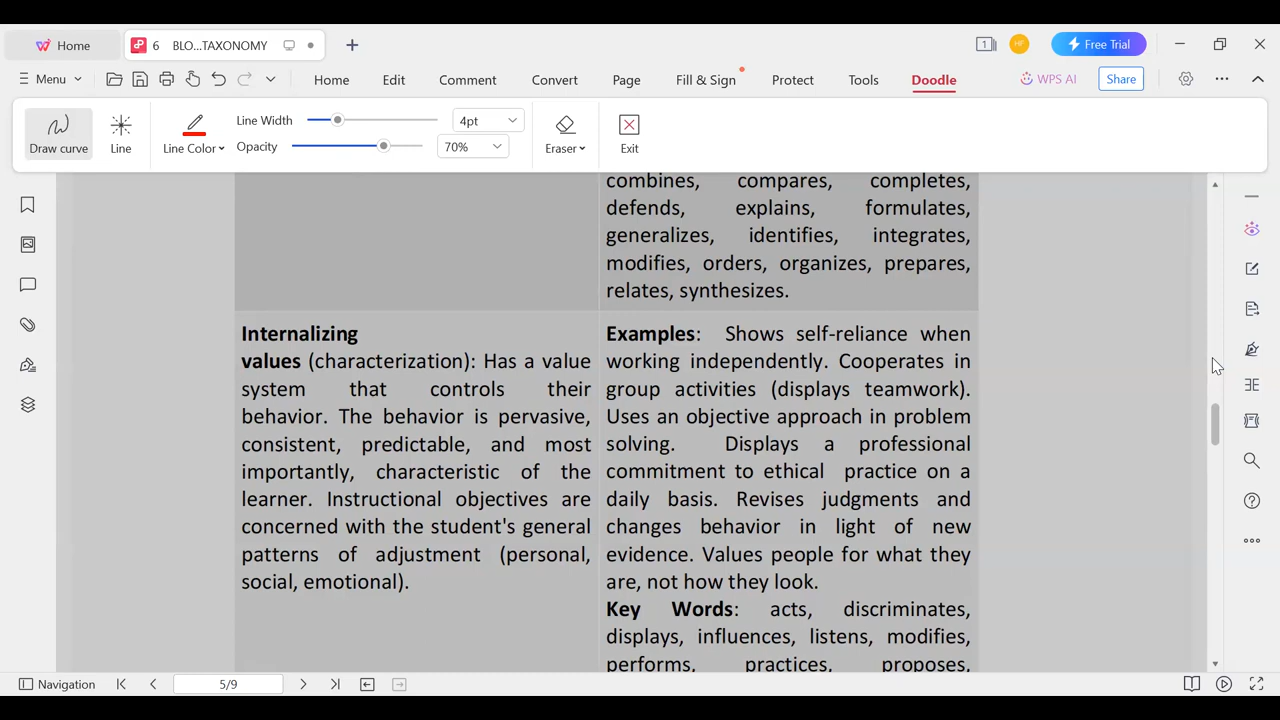 Home
6 BLO...TAXONOMY
1
HF
Free Trial
Menu
Home Edit Comment Convert Page Fill & Sign Protect Tools Doodle
WPS AI
Share
Draw curve
Line
Line Color
Line Width
4pt
Opacity
70%
Eraser
Exit
combines, compares, completes,
defends, explains, formulates,
generalizes, identifies, integrates,
modifies, orders, organizes, prepares,
relates, synthesizes.
Internalizing
values (characterization): Has a value
system that controls their
behavior. The behavior is pervasive,
consistent, predictable, and most
importantly, characteristic of the
learner. Instructional objectives are
concerned with the student's general
patterns of adjustment (personal,
social, emotional).
Examples: Shows self-reliance when
working independently. Cooperates in
group activities (displays teamwork).
Uses an objective approach in problem
solving. Displays a professional
commitment to ethical practice on a
daily basis. Revises judgments and
changes behavior in light of new
evidence. Values people for what they
are, not how they look.
Key Words: acts, discriminates,
displays, influences, listens, modifies,
performs, practices, proposes,
Navigation
5/9